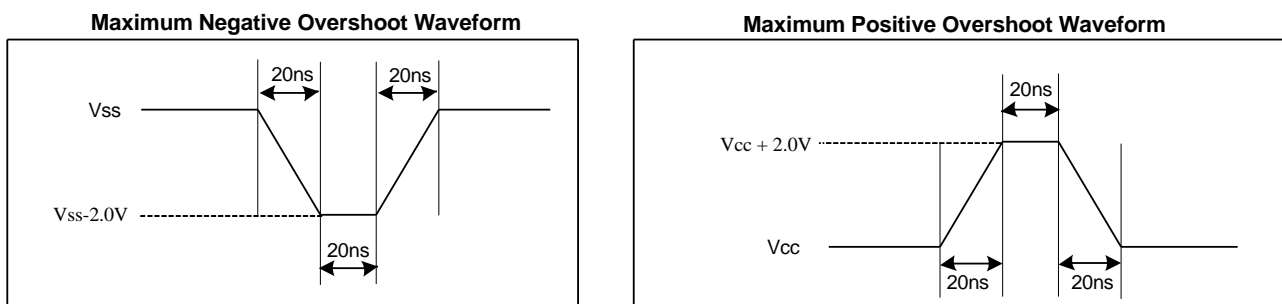 Maximum Negative Overshoot Waveform
20ns
20ns
Vss
Vss-2.0V
20ns
Maximum Positive Overshoot Waveform
20ns
Vcc + 2.0V
Vcc
20ns
20ns